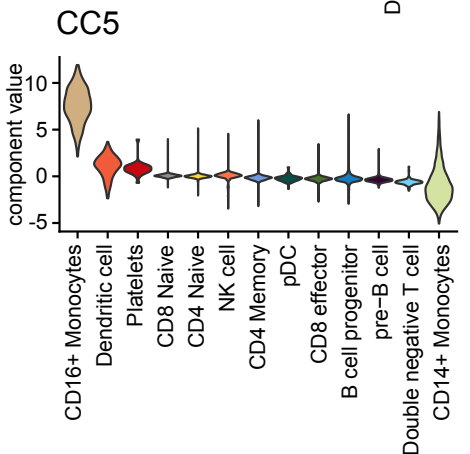 D
CC5
component value
10
5
0
-5
CD16+ Monocytes
Dendritic cell
Platelets
CD8 Naive
CD4 Naive
NK cell
CD4 Memory
pDC
CD8 effector
B cell progenitor
pre−B cell
Double negative T cell
CD14+ Monocytes